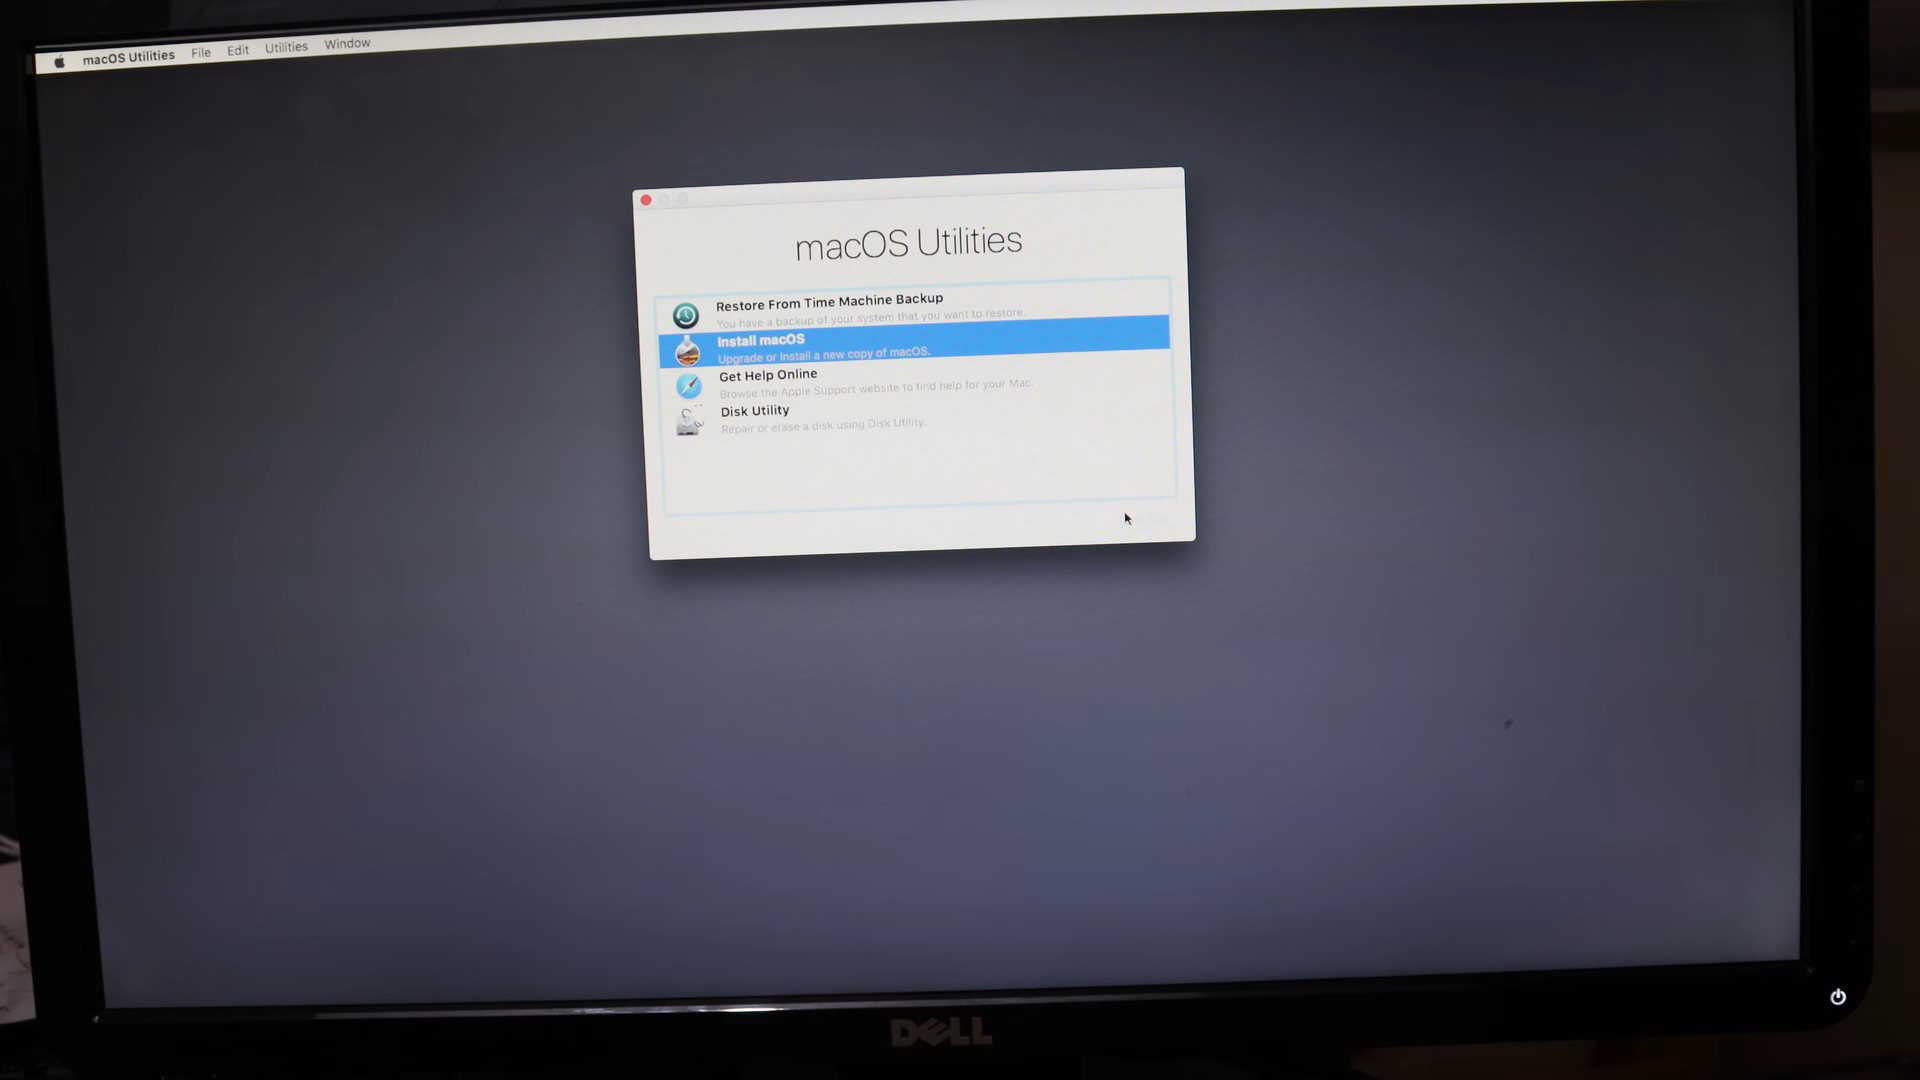 macOS Utilities File Edit Utilities Window
macOS Utilities
Restore From Time Machine Backup
You have a backup of your system that you want to restore.
Install macOS
Upgrade or Install a new copy of macOS.
Get Help Online
Browse the Apple Support website to find help for your Mac.
Disk Utility
Repair or erase a disk using Disk Utility.
DELL